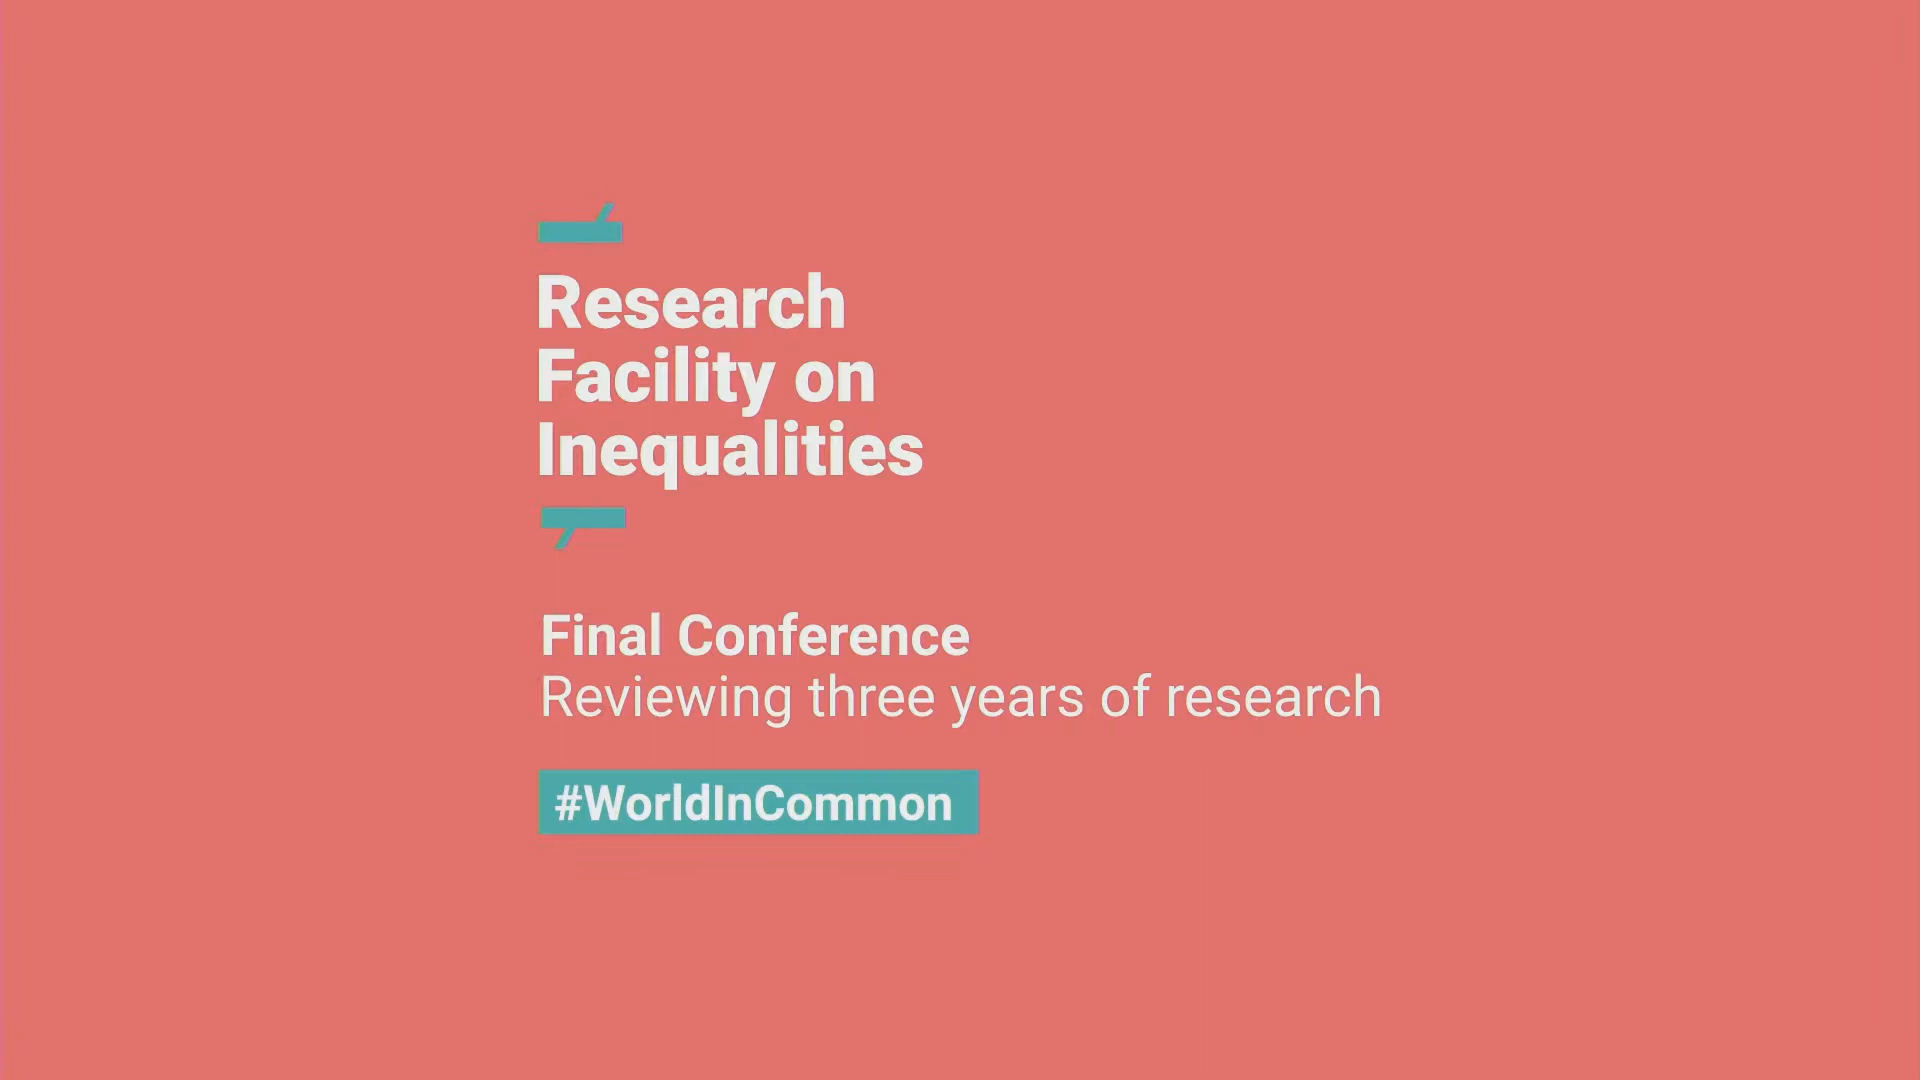 Research
Facility on
Inequalities
Final Conference
Reviewing three years of research
#WorldInCommon